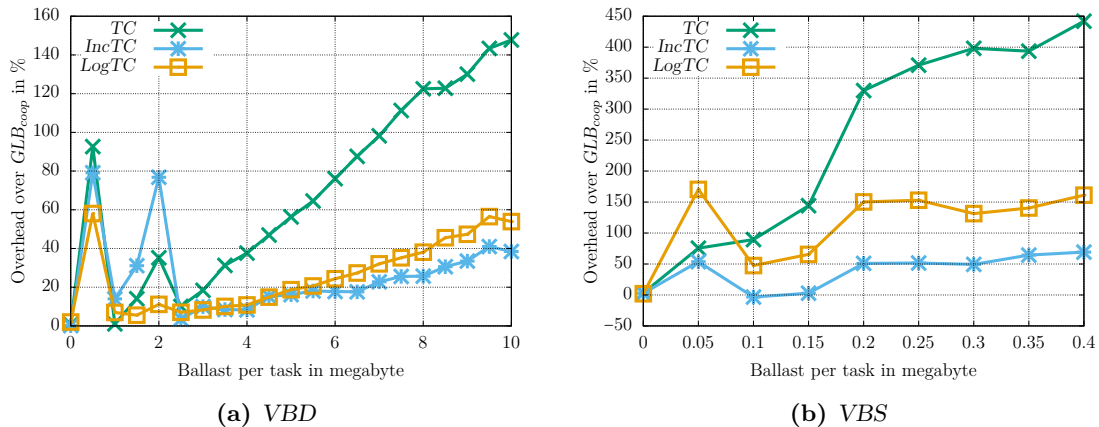 160
140
120
100
80
60
40
20
0
Overhead over GLB_coop in %
TC
IncTC
LogTC
0 2 4 6 8 10
Ballast per task in megabyte
(a) VBD
450
400
350
300
250
200
150
100
50
0
−50
Overhead over GLB_coop in %
TC
IncTC
LogTC
0 0.05 0.1 0.15 0.2 0.25 0.3 0.35 0.4
Ballast per task in megabyte
(b) VBS